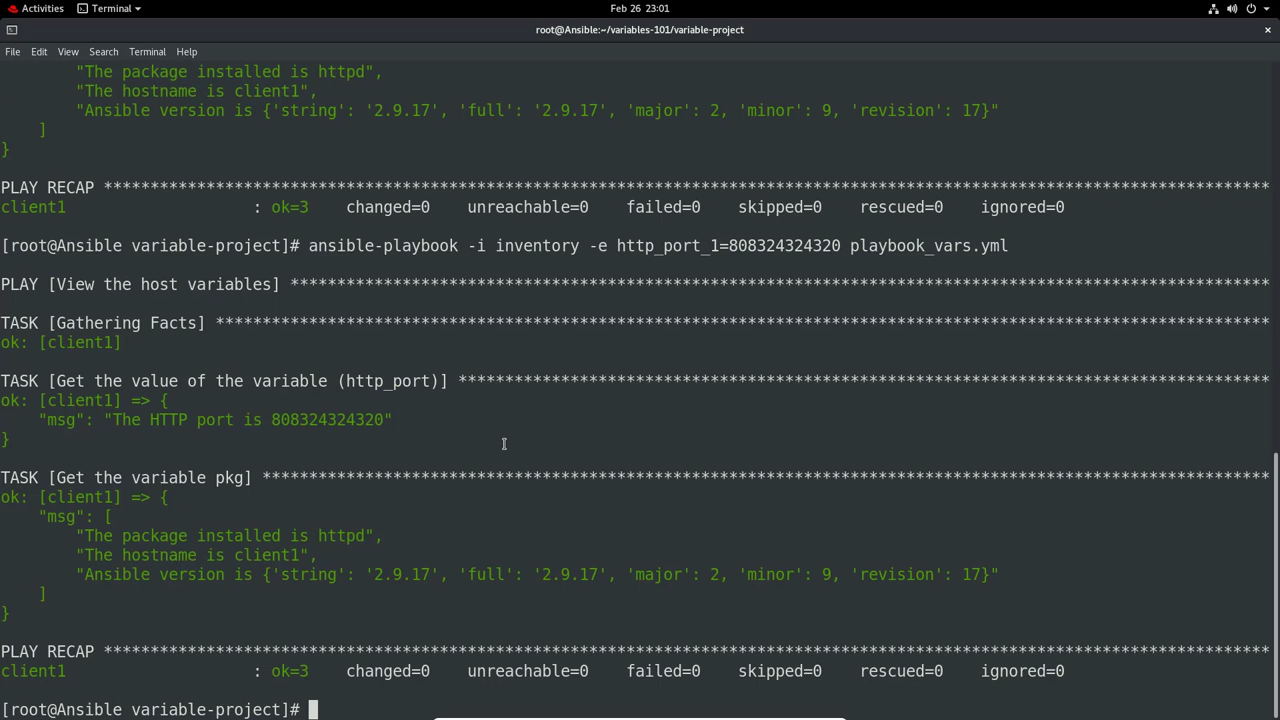 Activities Terminal Feb 26 23:01
root@Ansible:~/variables-101/variable-project
File Edit View Search Terminal Help
"The package installed is httpd",
"The hostname is client1",
"Ansible version is {'string': '2.9.17', 'full': '2.9.17', 'major': 2, 'minor': 9, 'revision': 17}"
]
}
PLAY RECAP ***************************************************************************************************************************
client1 : ok=3 changed=0 unreachable=0 failed=0 skipped=0 rescued=0 ignored=0
[root@Ansible variable-project]# ansible-playbook -i inventory -e http_port_1=808324324320 playbook_vars.yml
PLAY [View the host variables] *********************************************************************************************************
TASK [Gathering Facts] *****************************************************************************************************************
ok: [client1]
TASK [Get the value of the variable (http_port)] ***************************************************************************************
ok: [client1] => {
"msg": "The HTTP port is 808324324320"
}
TASK [Get the variable pkg] ************************************************************************************************************
ok: [client1] => {
"msg": [
"The package installed is httpd",
"The hostname is client1",
"Ansible version is {'string': '2.9.17', 'full': '2.9.17', 'major': 2, 'minor': 9, 'revision': 17}"
]
}
PLAY RECAP ***************************************************************************************************************************
client1 : ok=3 changed=0 unreachable=0 failed=0 skipped=0 rescued=0 ignored=0
[root@Ansible variable-project]#